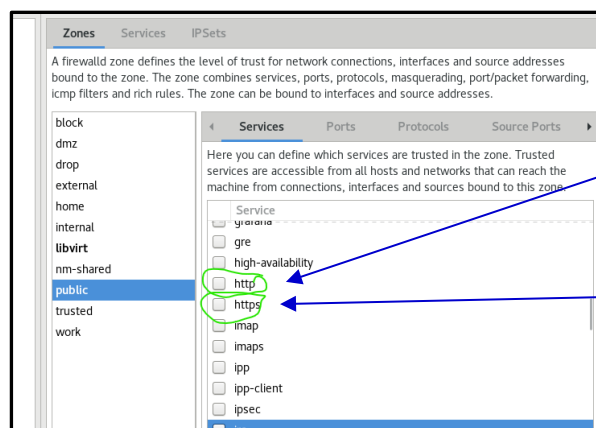 Zones Services IPSets
A firewalld zone defines the level of trust for network connections, interfaces and source addresses
bound to the zone. The zone combines services, ports, protocols, masquerading, port/packet forwarding,
icmp filters and rich rules. The zone can be bound to interfaces and source addresses.
block
dmz
drop
external
home
internal
libvirt
nm-shared
public
trusted
work
Services Ports Protocols Source Ports
Here you can define which services are trusted in the zone. Trusted
services are accessible from all hosts and networks that can reach the
machine from connections, interfaces and sources bound to this zone.
Service
grafana
gre
high-availability
http
https
imap
imaps
ipp
ipp-client
ipsec